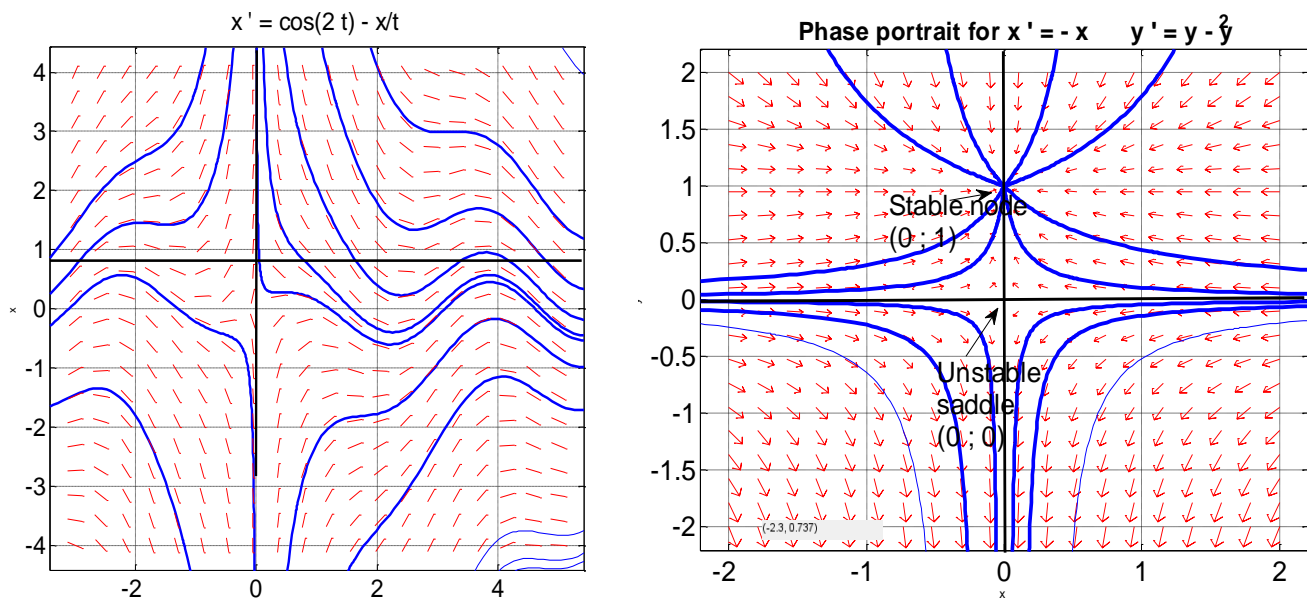 x ' = cos(2 t) - x/t
4
3
2
1
0
-1
-2
-3
-4
x
-2
0
2
4
Phase portrait for x ' = - x y ' = y - y²
2
1.5
1
0.5
0
-0.5
-1
-1.5
-2
y
Stable node
(0 ; 1)
Unstable
saddle
(0 ; 0)
(-2.3, 0.737)
-2
-1
0
1
2
x